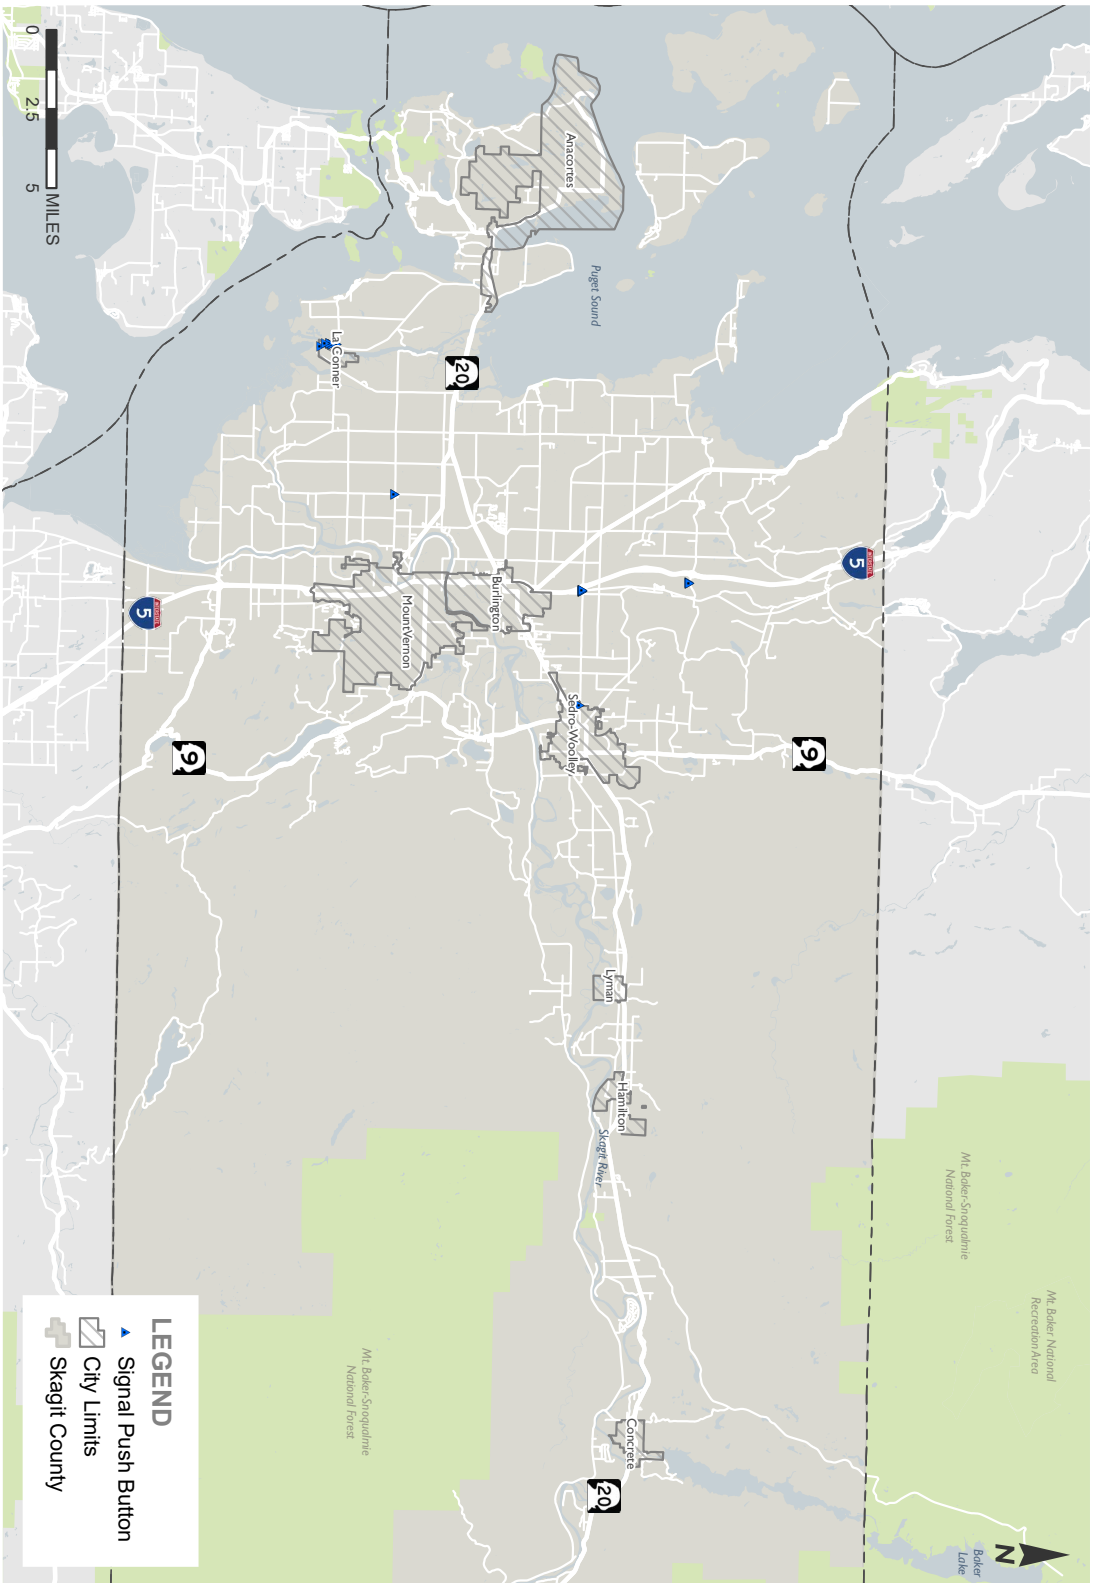 Anacortes
Puget Sound
La Conner
20
Burlington
Mount Vernon
Sedro-Woolley
5
5
9
9
Lyman
Hamilton
Skagit River
Concrete
20
Mt. Baker-Snoqualmie
National Forest
Mt. Baker National
Recreation Area
Mt. Baker-Snoqualmie
National Forest
Baker
Lake
N
0 2.5 5
MILES
LEGEND
Signal Push Button
City Limits
Skagit County